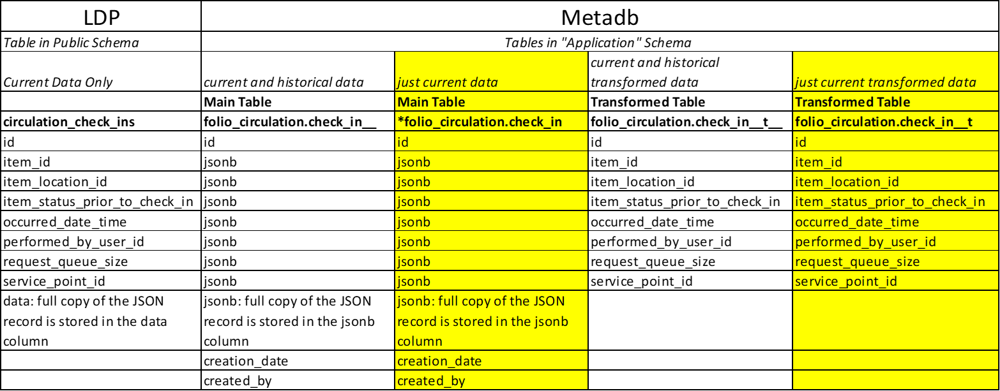 LDP Metadb
Table in Public Schema Tables in "Application" Schema
current and historical
Current Data Only current and historical data just current data transformed data just current transformed data
Main Table Main Table Transformed Table Transformed Table
circulation_check_ins folio_circulation.check_in__ *folio_circulation.check_in folio_circulation.check_in__t__ folio_circulation.check_in__t
id id id id id
item_id jsonb jsonb item_id item_id
item_location_id jsonb jsonb item_location_id item_location_id
item_status_prior_to_check_in jsonb jsonb item_status_prior_to_check_in item_status_prior_to_check_in
occurred_date_time jsonb jsonb occurred_date_time occurred_date_time
performed_by_user_id jsonb jsonb performed_by_user_id performed_by_user_id
request_queue_size jsonb jsonb request_queue_size request_queue_size
service_point_id jsonb jsonb service_point_id service_point_id
data: full copy of the JSON jsonb: full copy of the JSON jsonb: full copy of the JSON
record is stored in the data record is stored in the jsonb record is stored in the jsonb
column column column
creation_date creation_date
created_by created_by